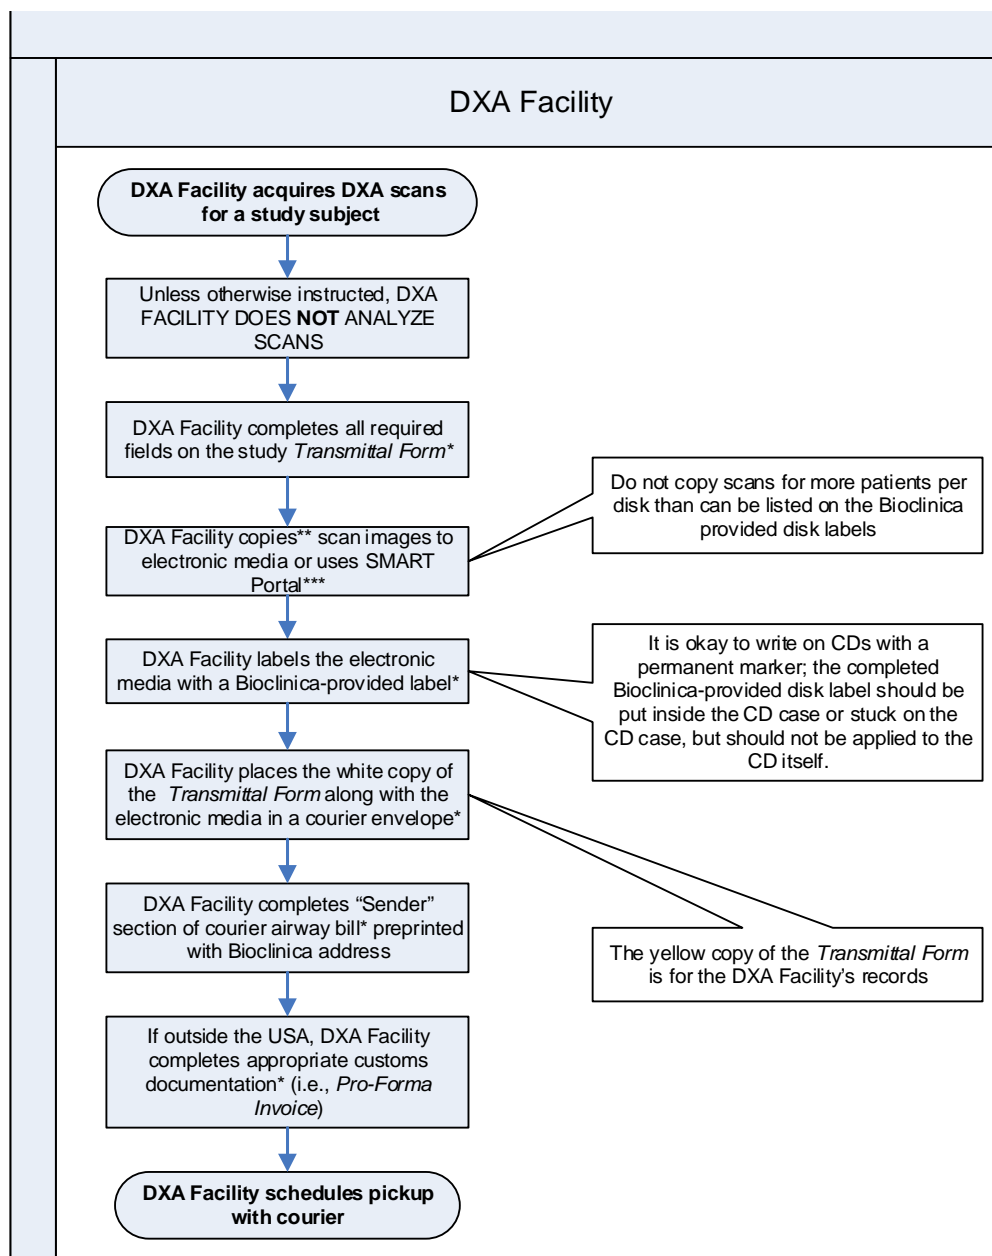 DXA Facility
DXA Facility acquires DXA scans
for a study subject
Unless otherwise instructed, DXA
FACILITY DOES NOT ANALYZE
SCANS
DXA Facility completes all required
fields on the study Transmittal Form*
Do not copy scans for more patients per
disk than can be listed on the Bioclinica
provided disk labels
DXA Facility copies** scan images to
electronic media or uses SMART
Portal***
It is okay to write on CDs with a
permanent marker; the completed
Bioclinica-provided disk label should be
put inside the CD case or stuck on the
CD case, but should not be applied to the
CD itself.
DXA Facility labels the electronic
media with a Bioclinica-provided label*
DXA Facility places the white copy of
the Transmittal Form along with the
electronic media in a courier envelope*
DXA Facility completes “Sender”
section of courier airway bill* preprinted
with Bioclinica address
The yellow copy of the Transmittal Form
is for the DXA Facility’s records
If outside the USA, DXA Facility
completes appropriate customs
documentation* (i.e., Pro-Forma
Invoice)
DXA Facility schedules pickup
with courier